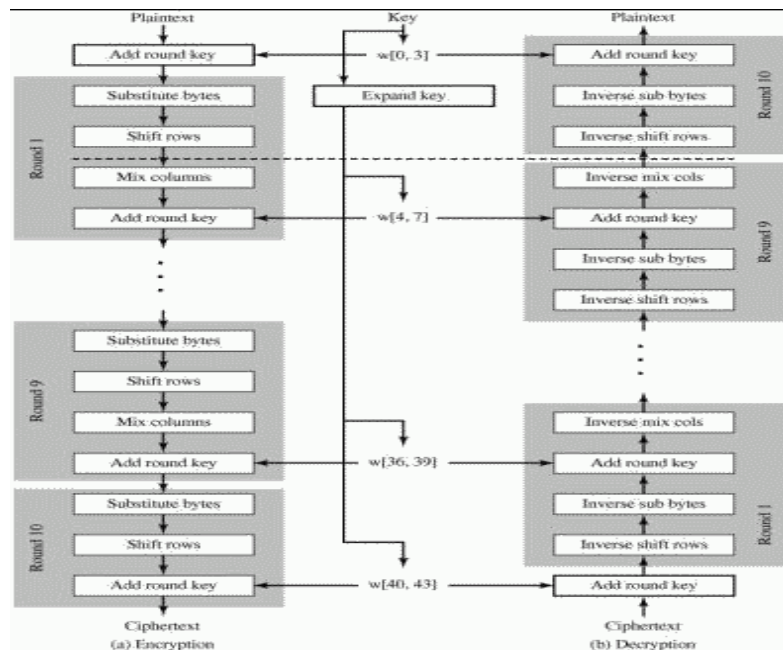 Plaintext
Key
Plaintext
Add round key
w[0, 3]
Add round key
Round 10
Substitute bytes
Expand key
Inverse sub bytes
Round 1
Shift rows
Inverse shift rows
Mix columns
Inverse mix cols
Add round key
w[4, 7]
Add round key
Round 9
Inverse sub bytes
Inverse shift rows
Substitute bytes
Round 9
Shift rows
Mix columns
Inverse mix cols
Add round key
w[36, 39]
Add round key
Substitute bytes
Inverse sub bytes
Round 1
Round 10
Shift rows
Inverse shift rows
Add round key
w[40, 43]
Add round key
Ciphertext
Ciphertext
(a) Encryption
(b) Decryption